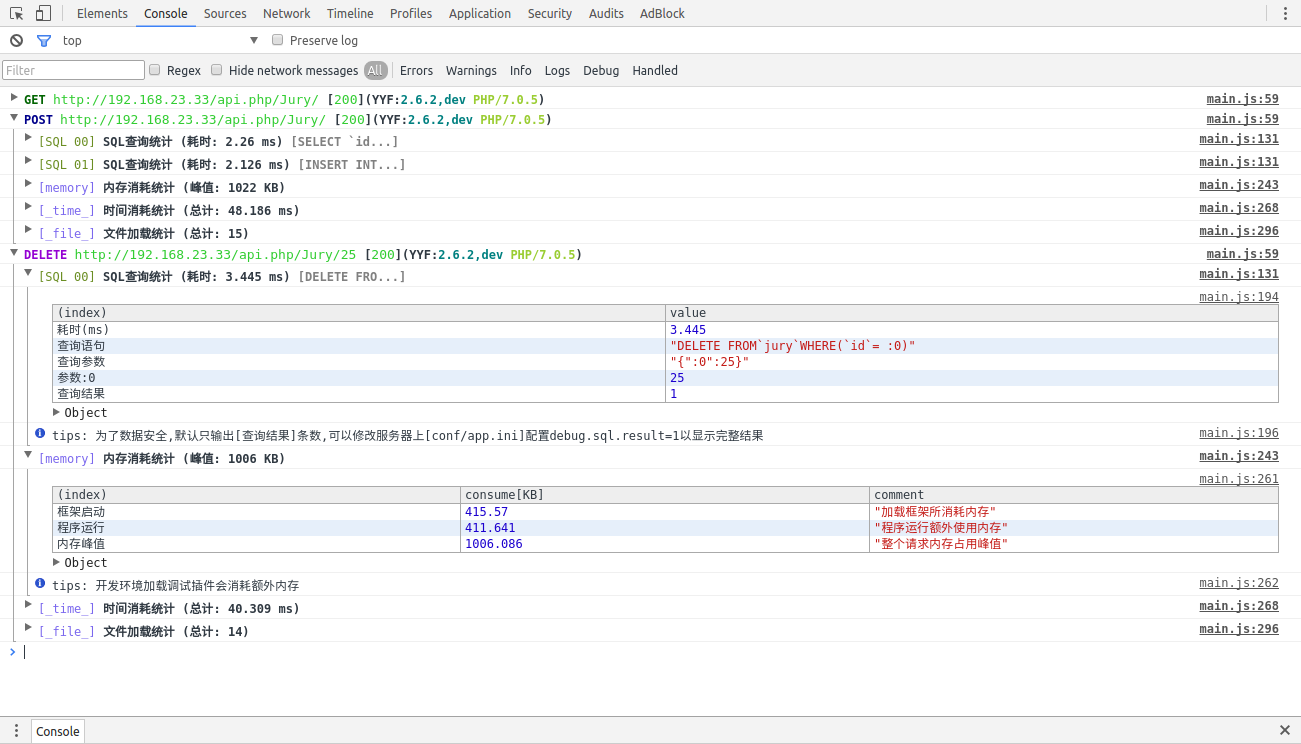 Elements Console Sources Network Timeline Profiles Application Security Audits AdBlock
top Preserve log
Filter Regex Hide network messages All Errors Warnings Info Logs Debug Handled
GET http://192.168.23.33/api.php/Jury/ [200](YYF:2.6.2,dev PHP/7.0.5) main.js:59
POST http://192.168.23.33/api.php/Jury/ [200](YYF:2.6.2,dev PHP/7.0.5) main.js:59
[SQL 00] SQL查询统计 (耗时: 2.26 ms) [SELECT `id...] main.js:131
[SQL 01] SQL查询统计 (耗时: 2.126 ms) [INSERT INT...] main.js:131
[memory] 内存消耗统计 (峰值: 1022 KB) main.js:243
[_time_] 时间消耗统计 (总计: 48.186 ms) main.js:268
[_file_] 文件加载统计 (总计: 15) main.js:296
DELETE http://192.168.23.33/api.php/Jury/25 [200](YYF:2.6.2,dev PHP/7.0.5) main.js:59
[SQL 00] SQL查询统计 (耗时: 3.445 ms) [DELETE FRO...] main.js:131
main.js:194
(index) value
耗时(ms) 3.445
查询语句 "DELETE FROM`jury`WHERE(`id`= :0)"
查询参数 "{":0":25}"
参数:0 25
查询结果 1
Object
tips: 为了数据安全,默认只输出[查询结果]条数,可以修改服务器上[conf/app.ini]配置debug.sql.result=1以显示完整结果 main.js:196
[memory] 内存消耗统计 (峰值: 1006 KB) main.js:243
main.js:261
(index) consume[KB] comment
框架启动 415.57 "加载框架所消耗内存"
程序运行 411.641 "程序运行额外使用内存"
内存峰值 1006.086 "整个请求内存占用峰值"
Object
tips: 开发环境加载调试插件会消耗额外内存 main.js:262
[_time_] 时间消耗统计 (总计: 40.309 ms) main.js:268
[_file_] 文件加载统计 (总计: 14) main.js:296
Console